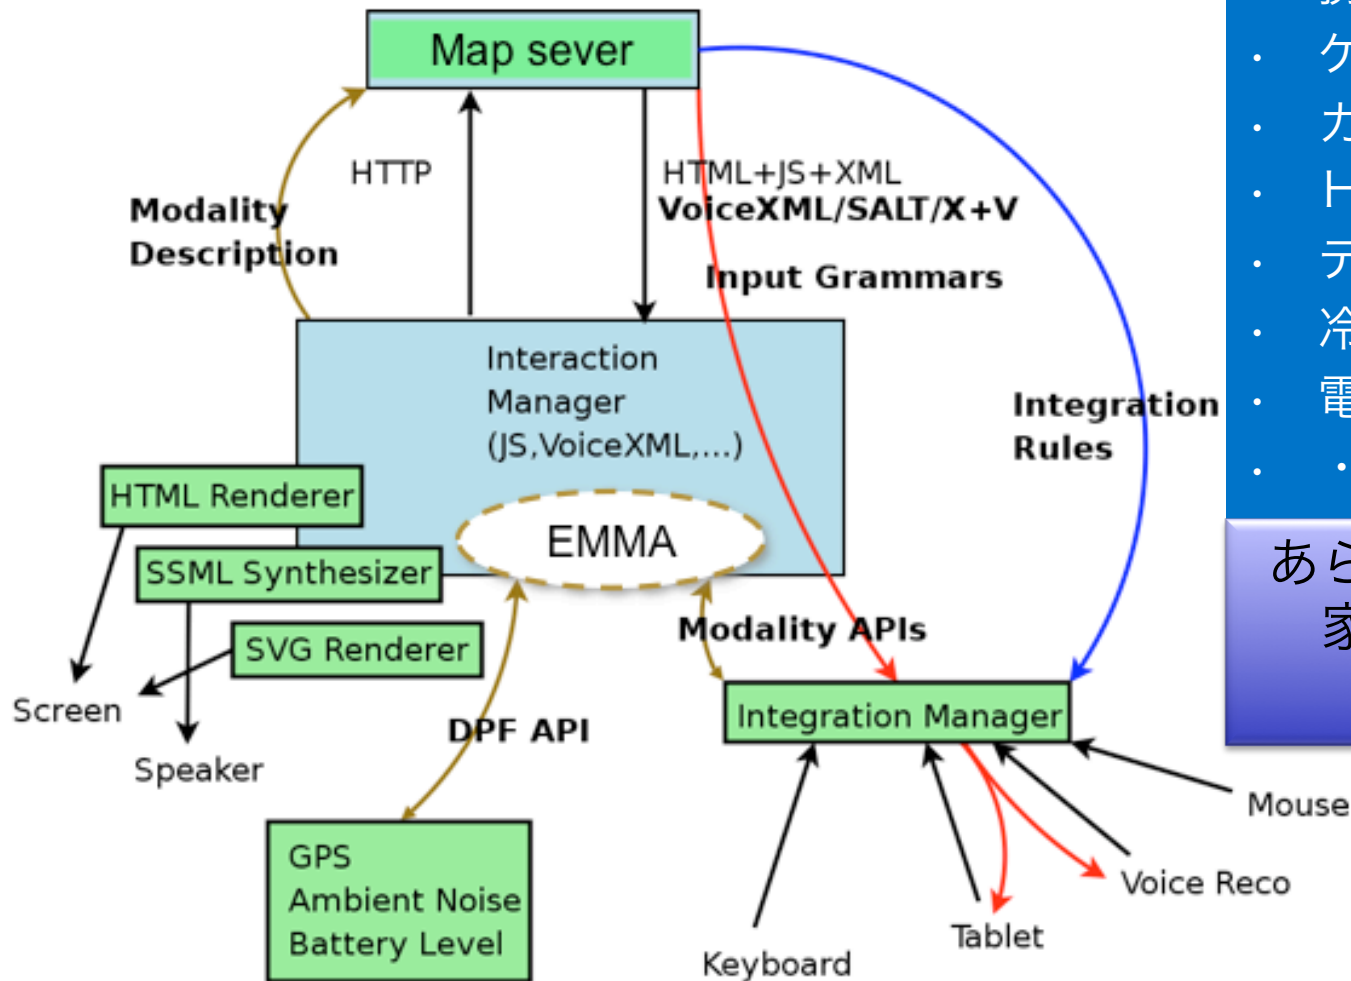 Map sever
HTTP
HTML+JS+XML
VoiceXML/SALT/X+V
Modality
Description
Input Grammars
Interaction
Manager
(JS,VoiceXML,...)
Integration
Rules
HTML Renderer
EMMA
SSML Synthesizer
Modality APIs
SVG Renderer
Screen
Integration Manager
DPF API
Speaker
Mouse
GPS
Ambient Noise
Battery Level
Voice Reco
Tablet
Keyboard
・ ケ
・ カ
・ ト
・ テ
・ 冷
・ 電
・ ・
あら
家